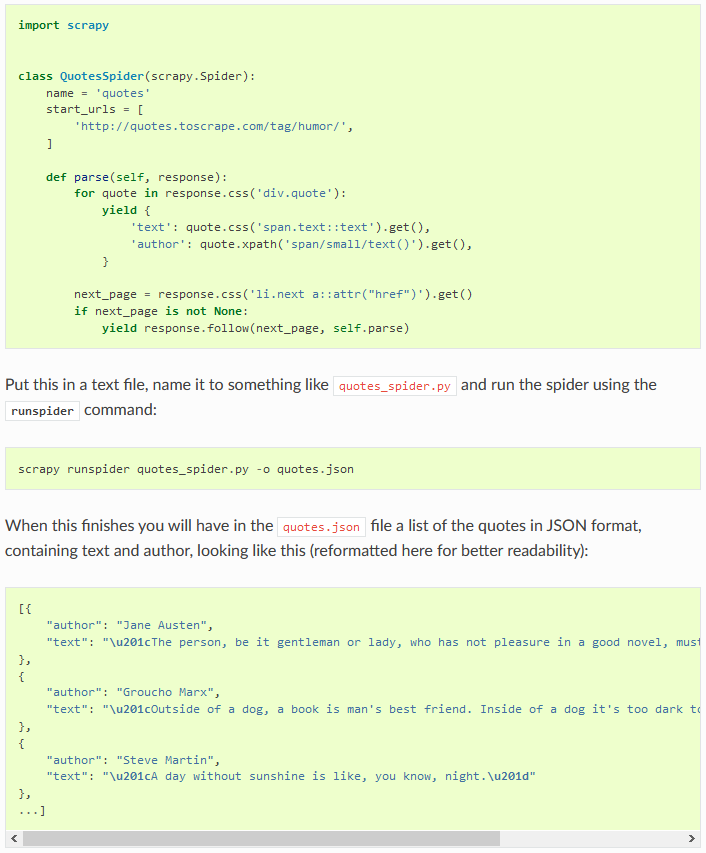 import scrapy
class QuotesSpider(scrapy.Spider):
    name = 'quotes'
    start_urls = [
        'http://quotes.toscrape.com/tag/humor/',
    ]
    def parse(self, response):
        for quote in response.css('div.quote'):
            yield {
                'text': quote.css('span.text::text').get(),
                'author': quote.xpath('span/small/text()').get(),
            }
        next_page = response.css('li.next a::attr("href")').get()
        if next_page is not None:
            yield response.follow(next_page, self.parse)
Put this in a text file, name it to something like quotes_spider.py and run the spider using the
runspider command:
scrapy runspider quotes_spider.py -o quotes.json
When this finishes you will have in the quotes.json file a list of the quotes in JSON format,
containing text and author, looking like this (reformatted here for better readability):
[{
    "author": "Jane Austen",
    "text": "\u201cThe person, be it gentleman or lady, who has not pleasure in a good novel, must
},
{
    "author": "Groucho Marx",
    "text": "\u201cOutside of a dog, a book is man's best friend. Inside of a dog it's too dark to
},
{
    "author": "Steve Martin",
    "text": "\u201cA day without sunshine is like, you know, night.\u201d"
},
...]